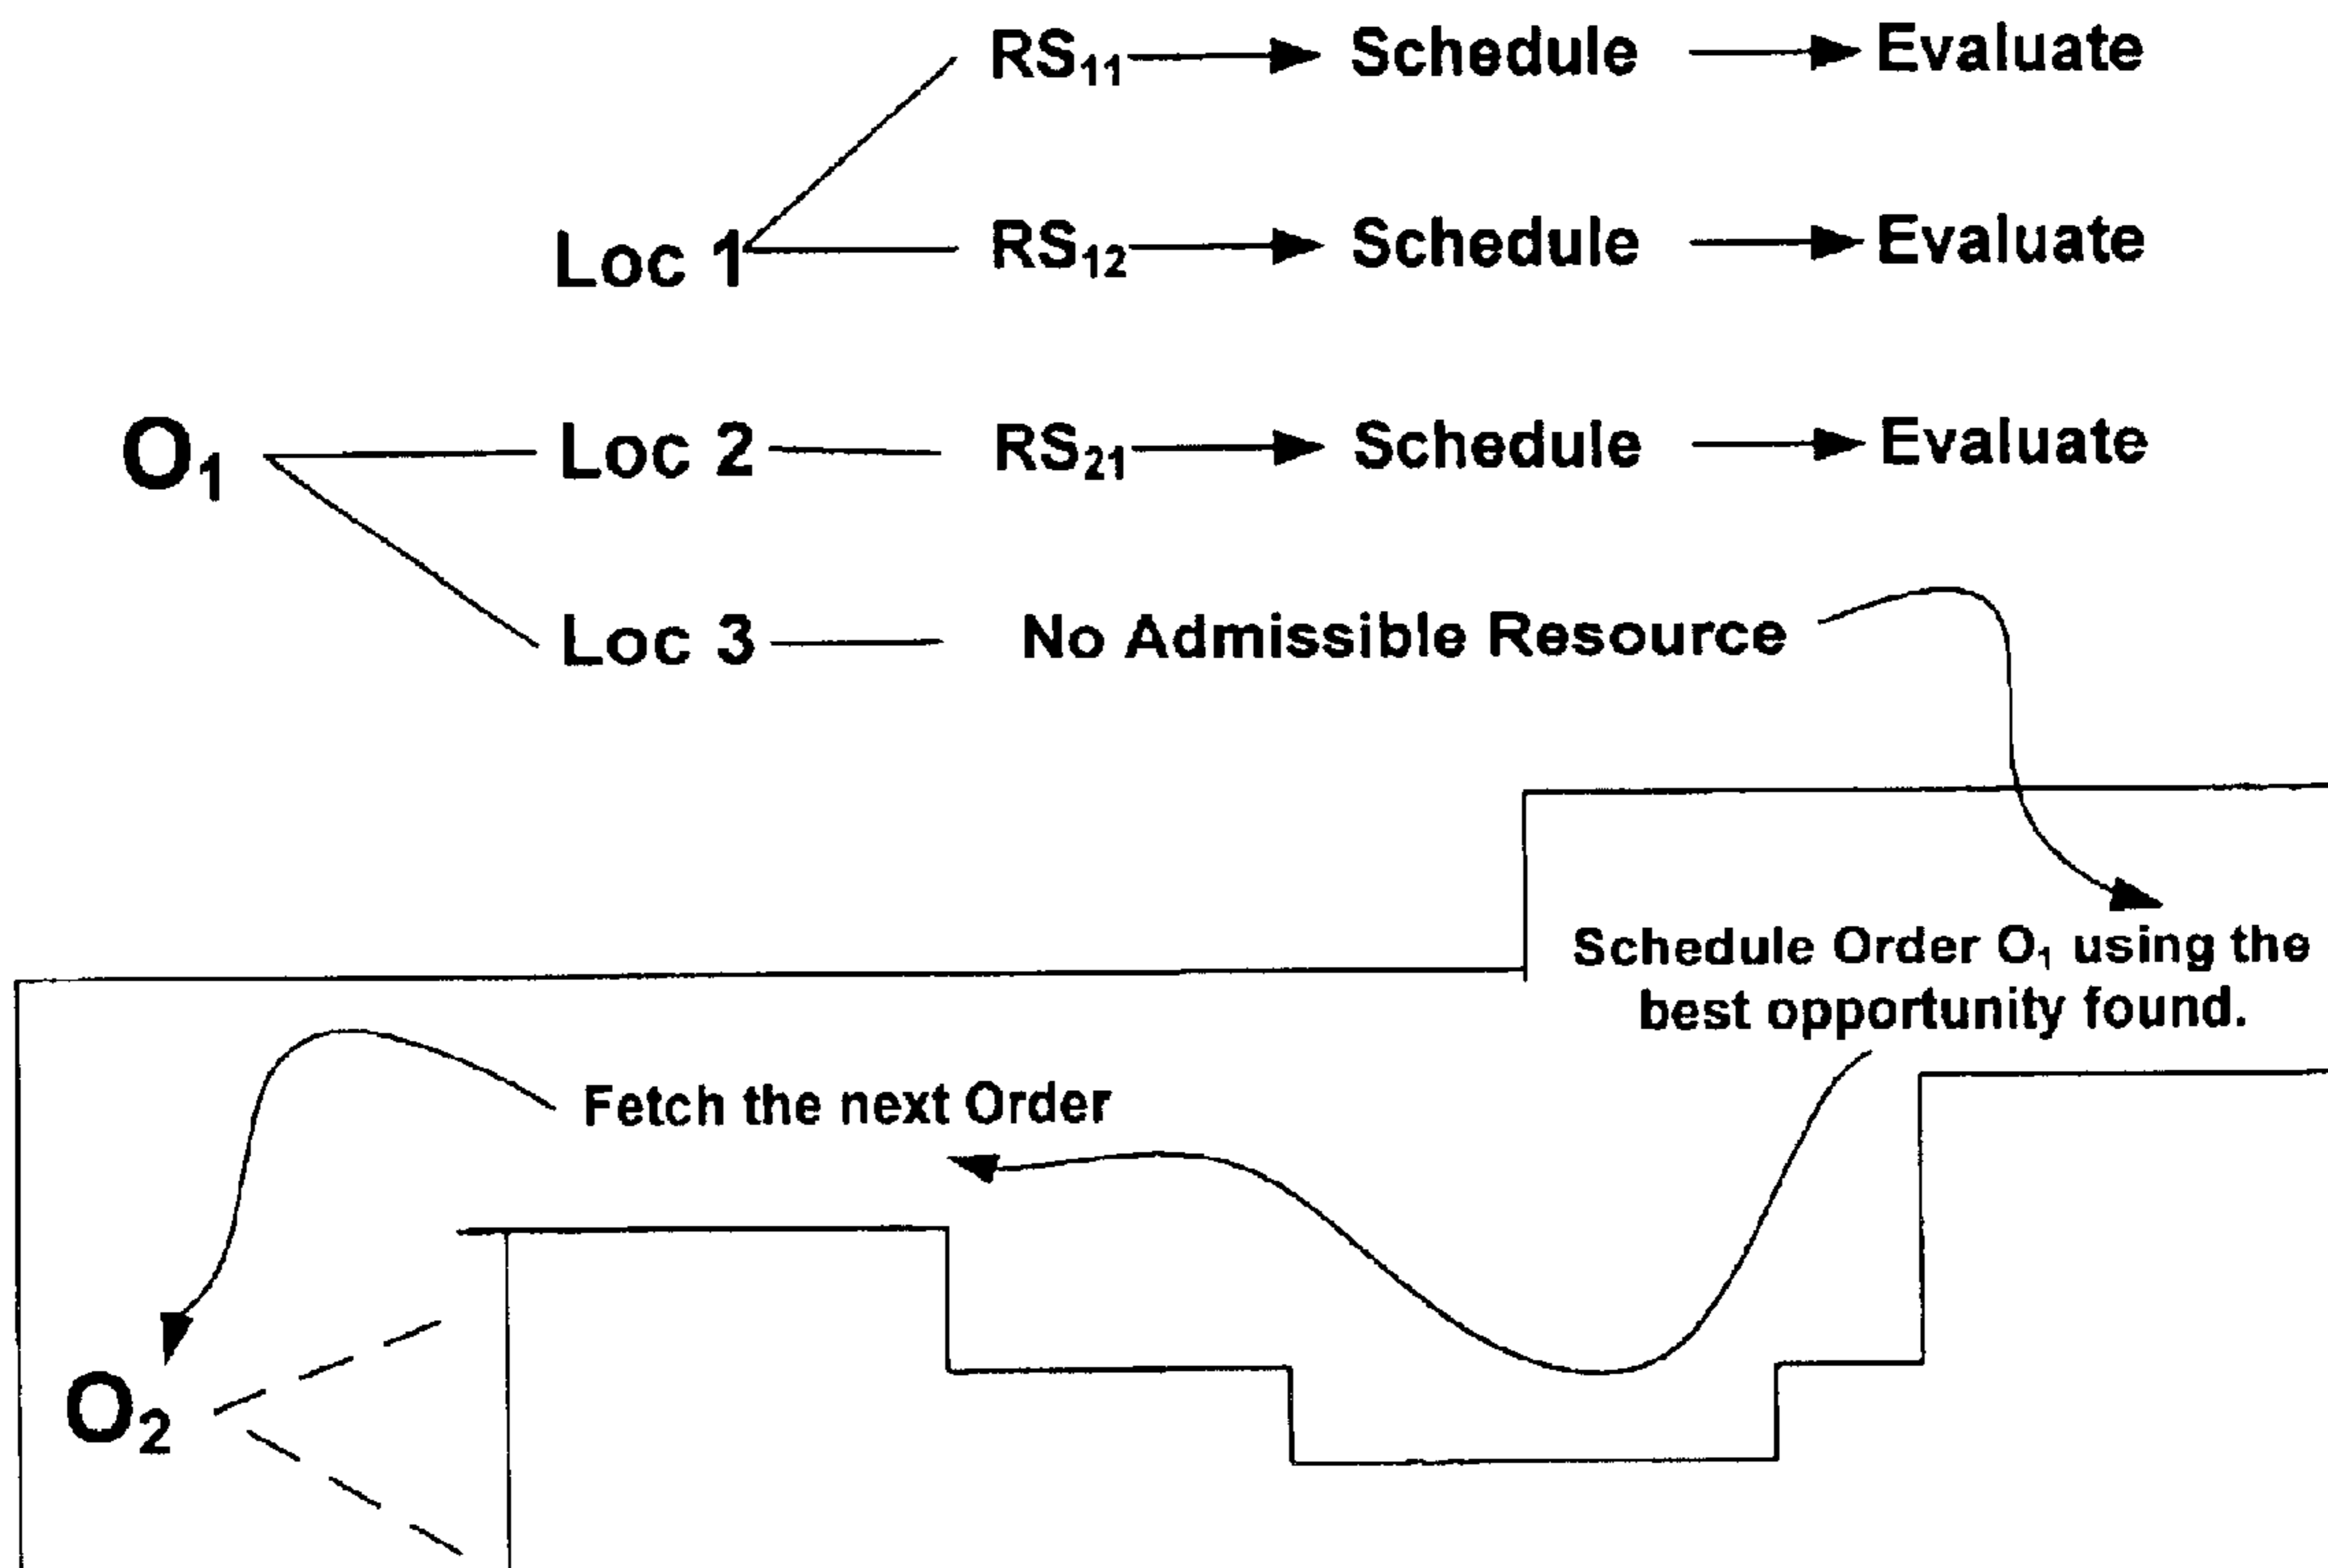 RS₁₁ Schedule Evaluate
Loc 1 RS₁₂ Schedule Evaluate
O₁ Loc 2 RS₂₁ Schedule Evaluate
Loc 3 No Admissible Resource
Schedule Order O₁ using the
best opportunity found.
Fetch the next Order
O₂